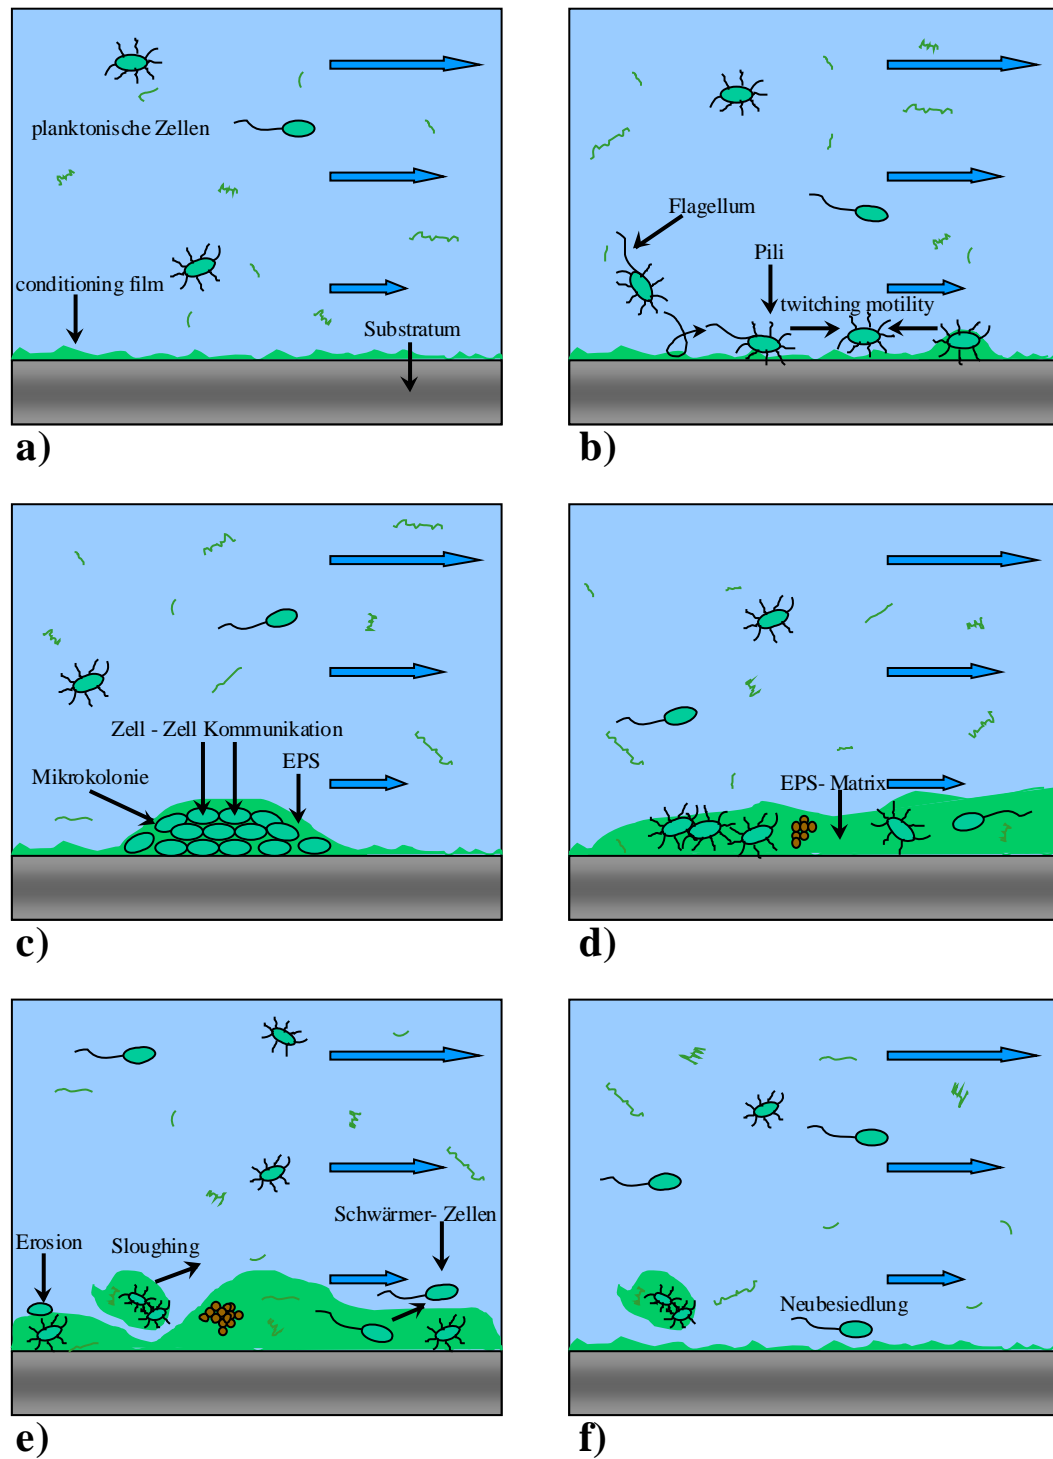 planktonische Zellen
conditioning film
Substratum
a)
Flagellum
Pili
twitching motility
b)
Zell - Zell Kommunikation
EPS
Mikrokolonie
c)
EPS- Matrix
d)
Schwärmer- Zellen
Erosion
Sloughing
e)
Neubesiedlung
f)